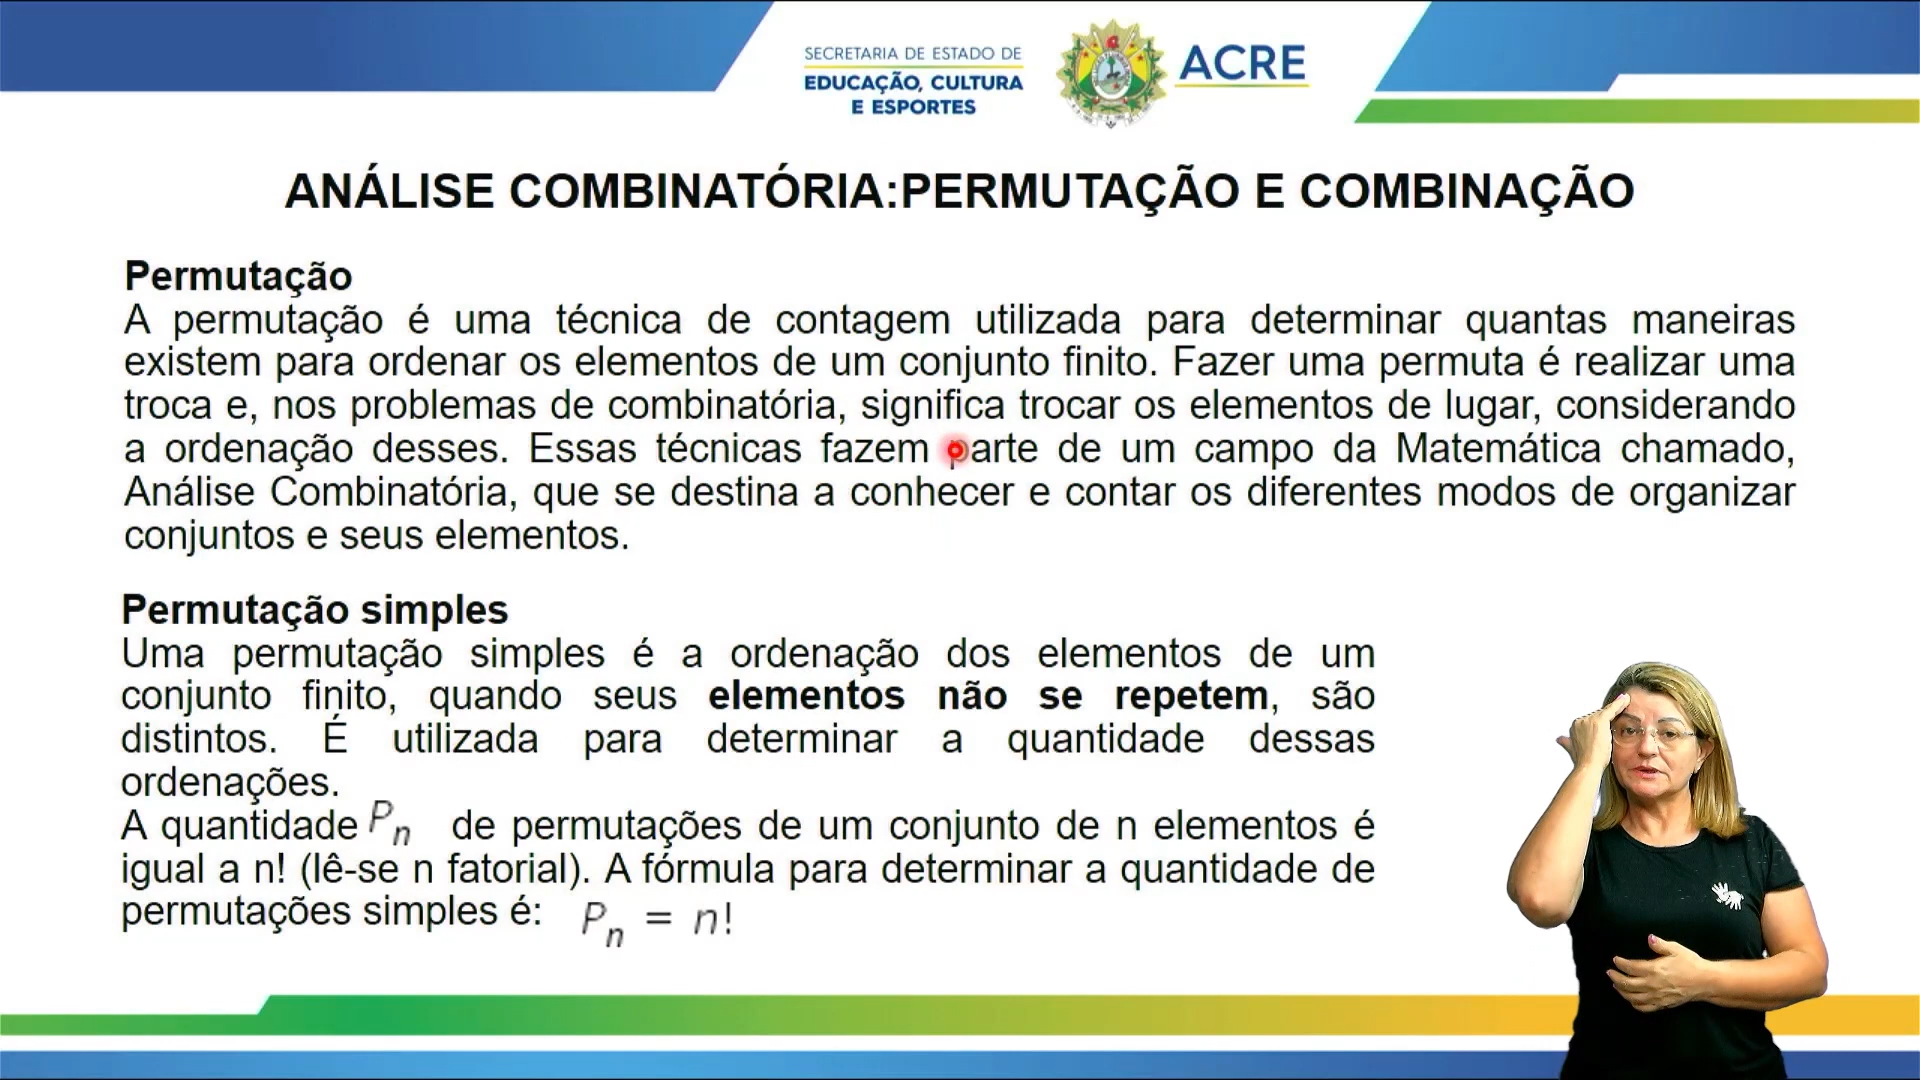 SECRETARIA DE ESTADO DE
EDUCAÇÃO, CULTURA
E ESPORTES
ACRE
ANÁLISE COMBINATÓRIA:PERMUTAÇÃO E COMBINAÇÃO
Permutação
A permutação é uma técnica de contagem utilizada para determinar quantas maneiras
existem para ordenar os elementos de um conjunto finito. Fazer uma permuta é realizar uma
troca e, nos problemas de combinatória, significa trocar os elementos de lugar, considerando
a ordenação desses. Essas técnicas fazem parte de um campo da Matemática chamado,
Análise Combinatória, que se destina a conhecer e contar os diferentes modos de organizar
conjuntos e seus elementos.
Permutação simples
Uma permutação simples é a ordenação dos elementos de um
conjunto finito, quando seus elementos não se repetem, são
distintos. É utilizada para determinar a quantidade dessas
ordenações.
A quantidade Pn de permutações de um conjunto de n elementos é
igual a n! (lê-se n fatorial). A fórmula para determinar a quantidade de
permutações simples é: Pn = n!